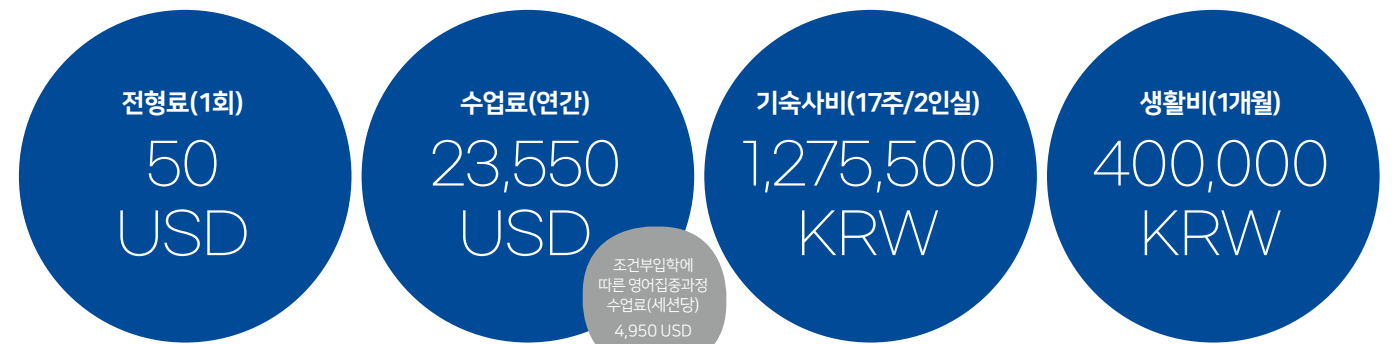 전형료(1회)
50
USD
수업료(연간)
23,550
USD
조건부입학에
따른 영어집중과정
수업료(세션당)
4,950 USD
기숙사비(17주/2인실)
1,275,500
KRW
생활비(1개월)
400,000
KRW